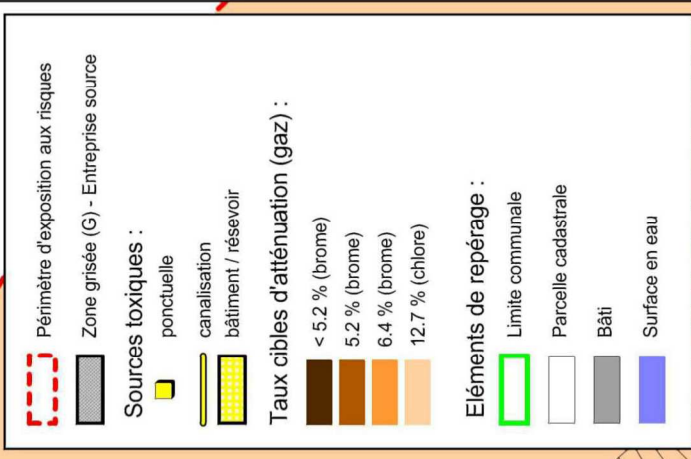 Périmètre d'exposition aux risques
Zone grisée (G) - Entreprise source
Sources toxiques :
ponctuelle
canalisation
bâtiment / résevoir
Taux cibles d'atténuation (gaz) :
< 5.2 % (brome)
5.2 % (brome)
6.4 % (brome)
12.7 % (chlore)
Eléments de repérage :
Limite communale
Parcelle cadastrale
Bâti
Surface en eau